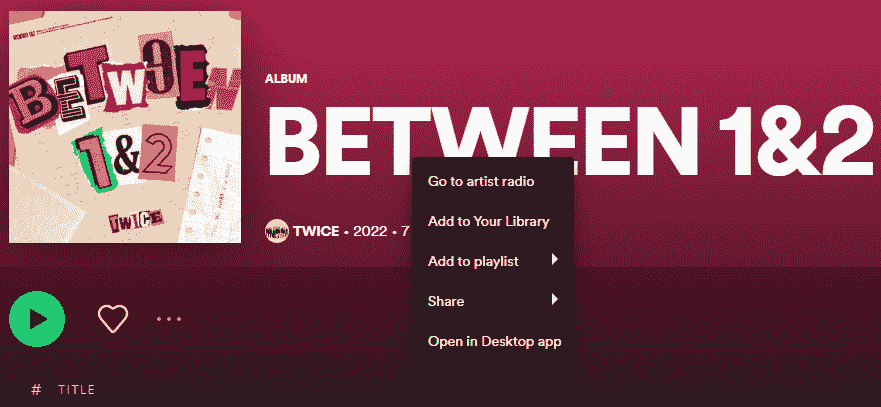 BETWEEN
1&2
TWICE
ALBUM
BETWEEN 1&2
TWICE • 2022 • 7
Go to artist radio
Add to Your Library
Add to playlist
Share
Open in Desktop app
# TITLE